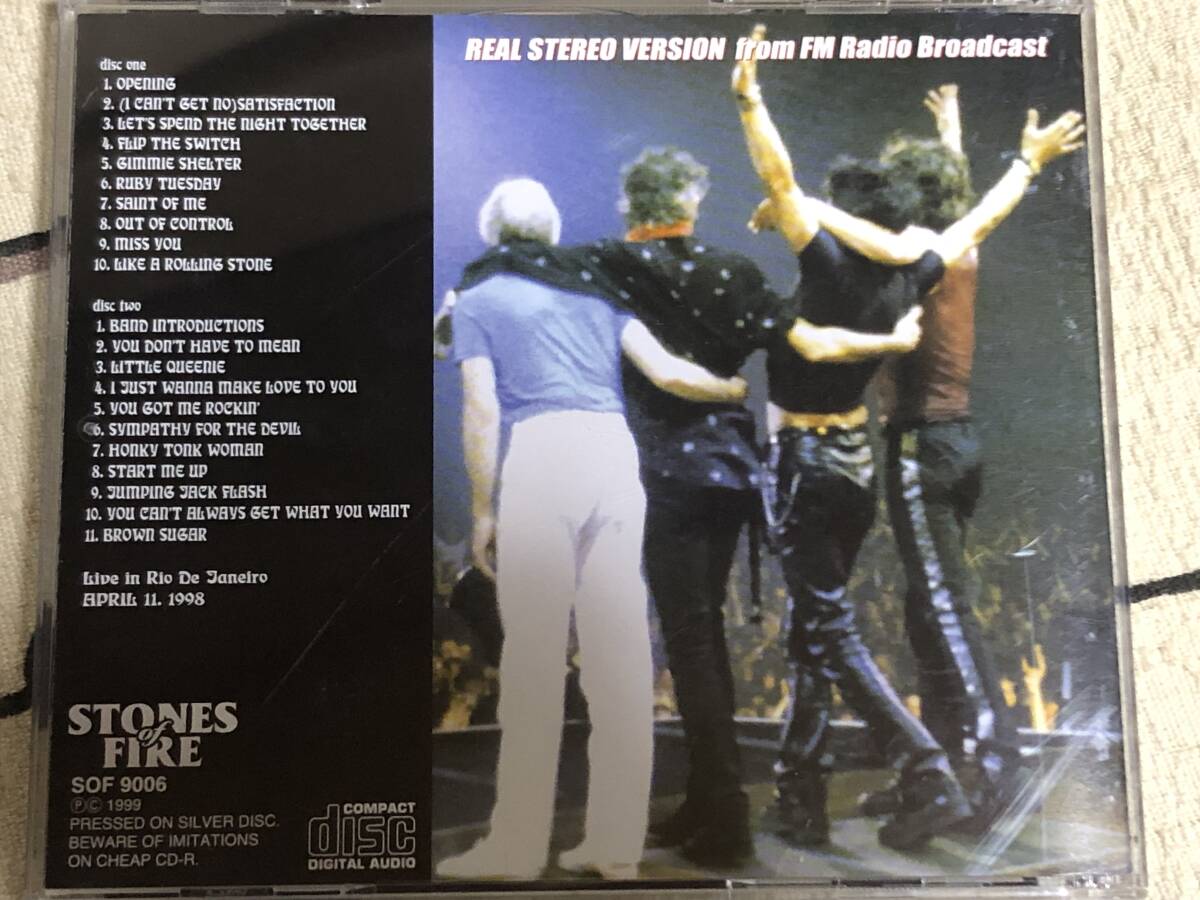 REAL STEREO VERSION from FM Radio Broadcast
disc one
1. OPENING
2. (I CAN'T GET NO)SATISFACTION
3. LET'S SPEND THE NIGHT TOGETHER
4. FLIP THE SWITCH
5. GIMMIE SHELTER
6. RUBY TUESDAY
7. SAINT OF ME
8. OUT OF CONTROL
9. MISS YOU
10. LIKE A ROLLING STONE
disc two
1. BAND INTRODUCTIONS
2. YOU DON'T HAVE TO MEAN
3. LITTLE QUEENIE
4. I JUST WANNA MAKE LOVE TO YOU
5. YOU GOT ME ROCKIN'
6. SYMPATHY FOR THE DEVIL
7. HONKY TONK WOMAN
8. START ME UP
9. JUMPING JACK FLASH
10. YOU CAN'T ALWAYS GET WHAT YOU WANT
11. BROWN SUGAR
Live in Rio De Janeiro
APRIL 11. 1998
STONES
of
FIRE
SOF 9006
ⓅⒸ 1999
PRESSED ON SILVER DISC.
BEWARE OF IMITATIONS
ON CHEAP CD-R.
COMPACT
disc
DIGITAL AUDIO